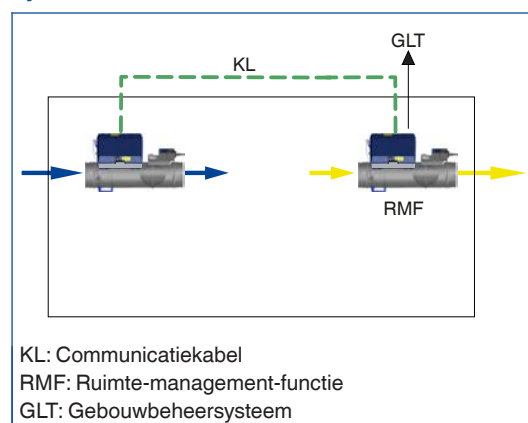 GLT
KL
RMF
KL: Communicatiekabel
RMF: Ruimte-management-functie
GLT: Gebouwbeheersysteem